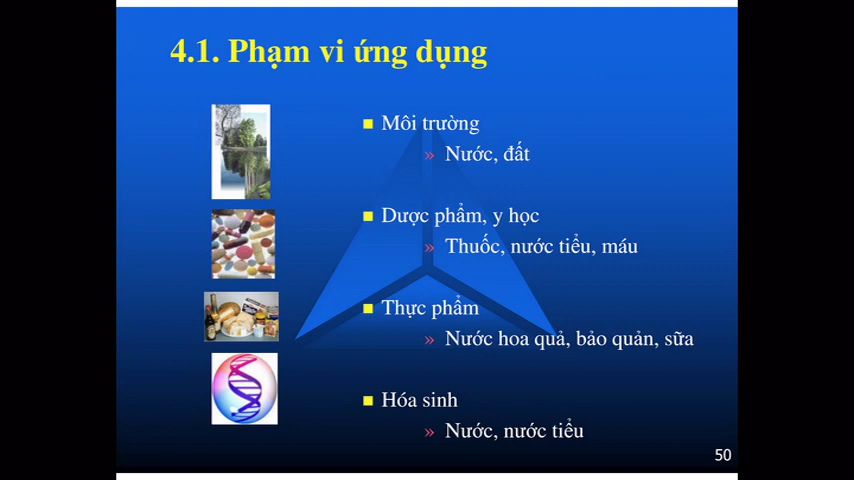 4.1. Phạm vi ứng dụng
Môi trường
» Nước, đất
Dược phẩm, y học
» Thuốc, nước tiểu, máu
Thực phẩm
» Nước hoa quả, bảo quản, sữa
Hóa sinh
» Nước, nước tiểu
50